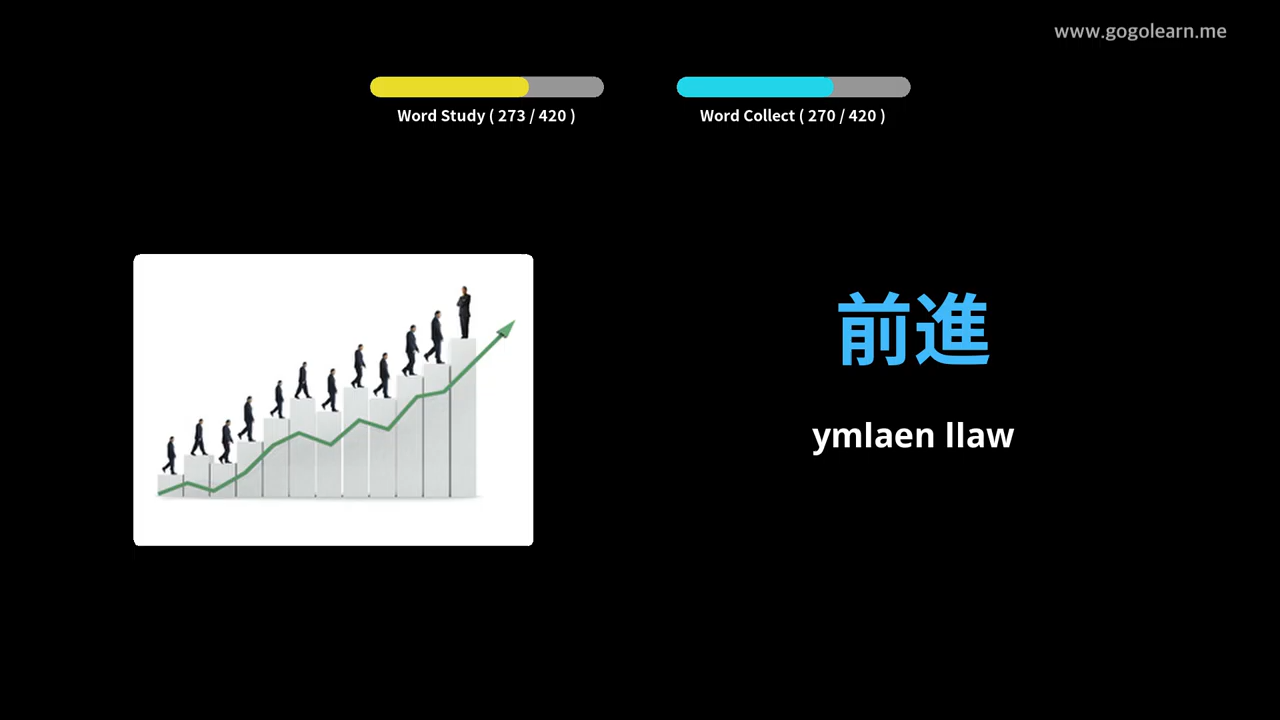 www.gogolearn.me
Word Study ( 273 / 420 )
Word Collect ( 270 / 420 )
前進
ymlaen llaw